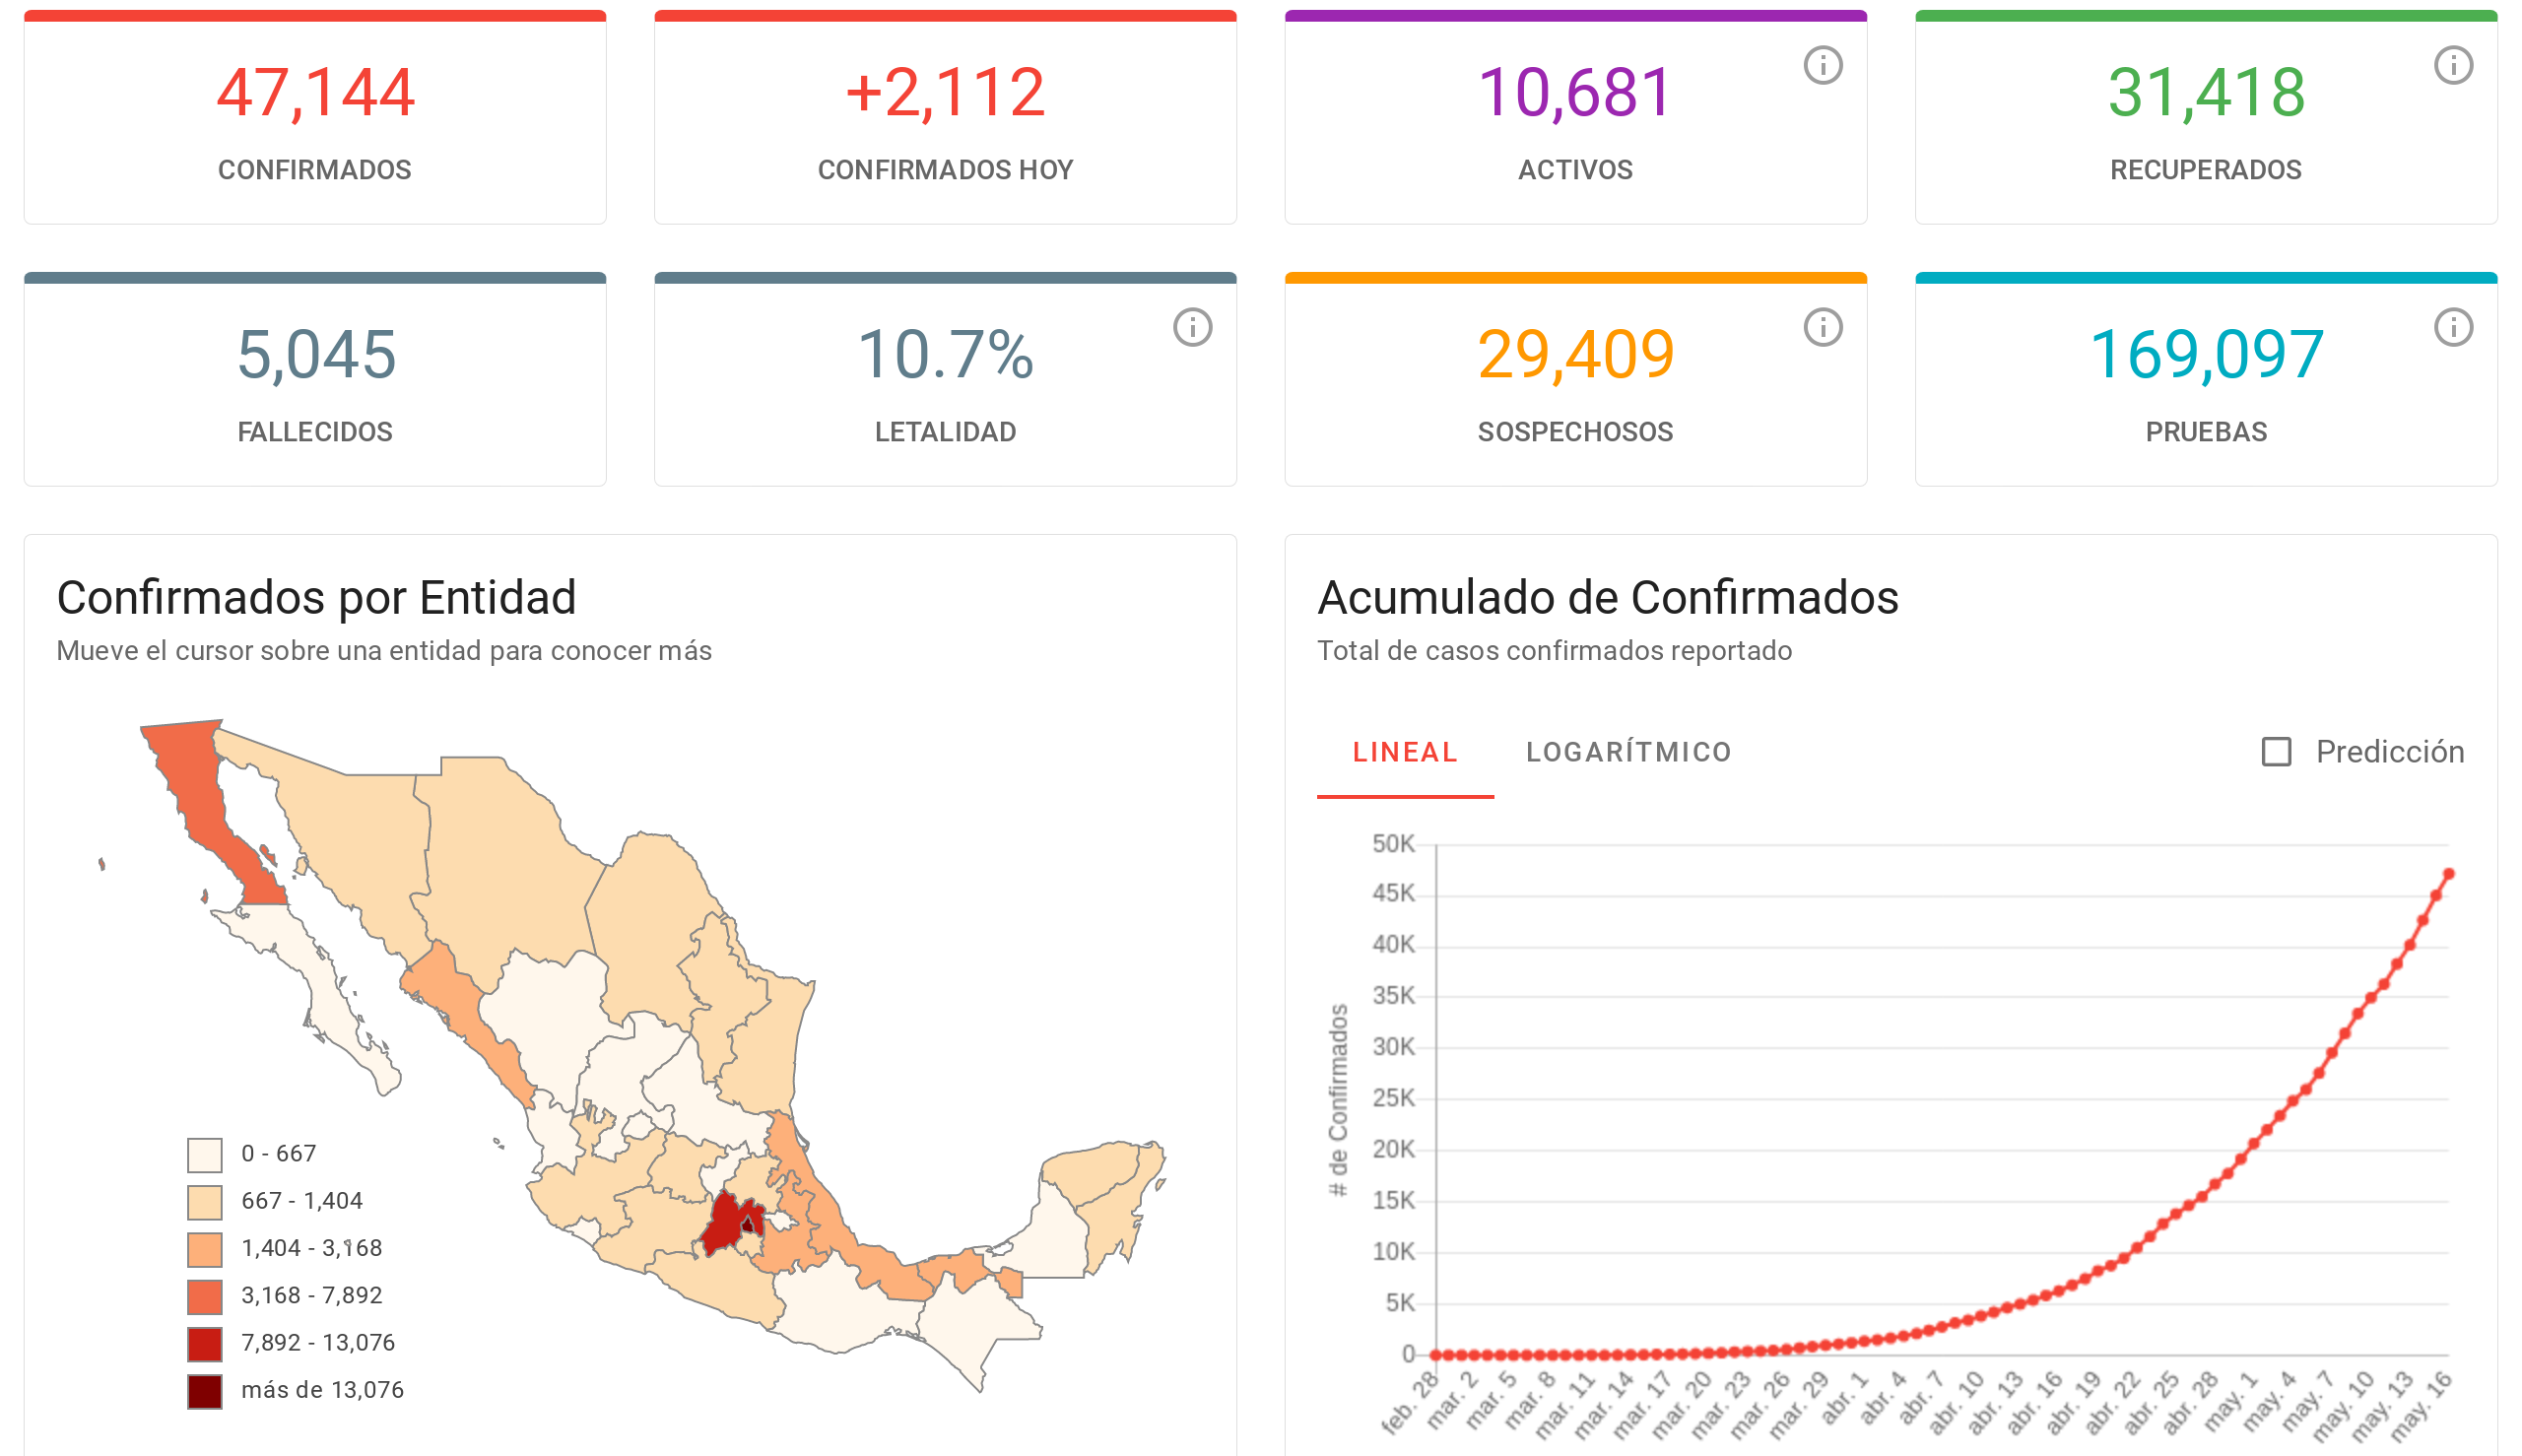 47,144
CONFIRMADOS
+2,112
CONFIRMADOS HOY
10,681
ACTIVOS
31,418
RECUPERADOS
5,045
FALLECIDOS
10.7%
LETALIDAD
29,409
SOSPECHOSOS
169,097
PRUEBAS
Confirmados por Entidad
Mueve el cursor sobre una entidad para conocer más
0 - 667
667 - 1,404
1,404 - 3,168
3,168 - 7,892
7,892 - 13,076
más de 13,076
Acumulado de Confirmados
Total de casos confirmados reportado
LINEAL
LOGARÍTMICO
Predicción
# de Confirmados
50K
45K
40K
35K
30K
25K
20K
15K
10K
5K
0
feb. 28
mar. 2
mar. 5
mar. 8
mar. 11
mar. 14
mar. 17
mar. 20
mar. 23
mar. 26
mar. 29
abr. 1
abr. 4
abr. 7
abr. 10
abr. 13
abr. 16
abr. 19
abr. 22
abr. 25
abr. 28
may. 1
may. 4
may. 7
may. 10
may. 13
may. 16